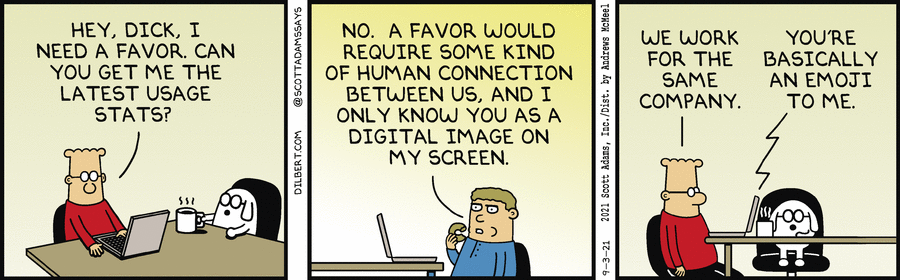 HEY, DICK, I
NEED A FAVOR. CAN
YOU GET ME THE
LATEST USAGE
STATS?
DILBERT.COM @SCOTTADAMSSAYS
NO. A FAVOR WOULD
REQUIRE SOME KIND
OF HUMAN CONNECTION
BETWEEN US, AND I
ONLY KNOW YOU AS A
DIGITAL IMAGE ON
MY SCREEN.
9-3-21 2021 Scott Adams, Inc./Dist. by Andrews McMeel
WE WORK
FOR THE
SAME
COMPANY.
YOU'RE
BASICALLY
AN EMOJI
TO ME.